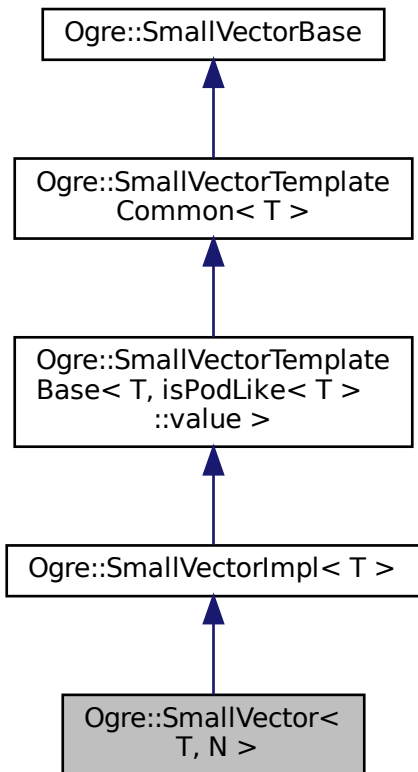 Ogre::SmallVectorBase
Ogre::SmallVectorTemplate
Common< T >
Ogre::SmallVectorTemplate
Base< T, isPodLike< T >
::value >
Ogre::SmallVectorImpl< T >
Ogre::SmallVector<
T, N >